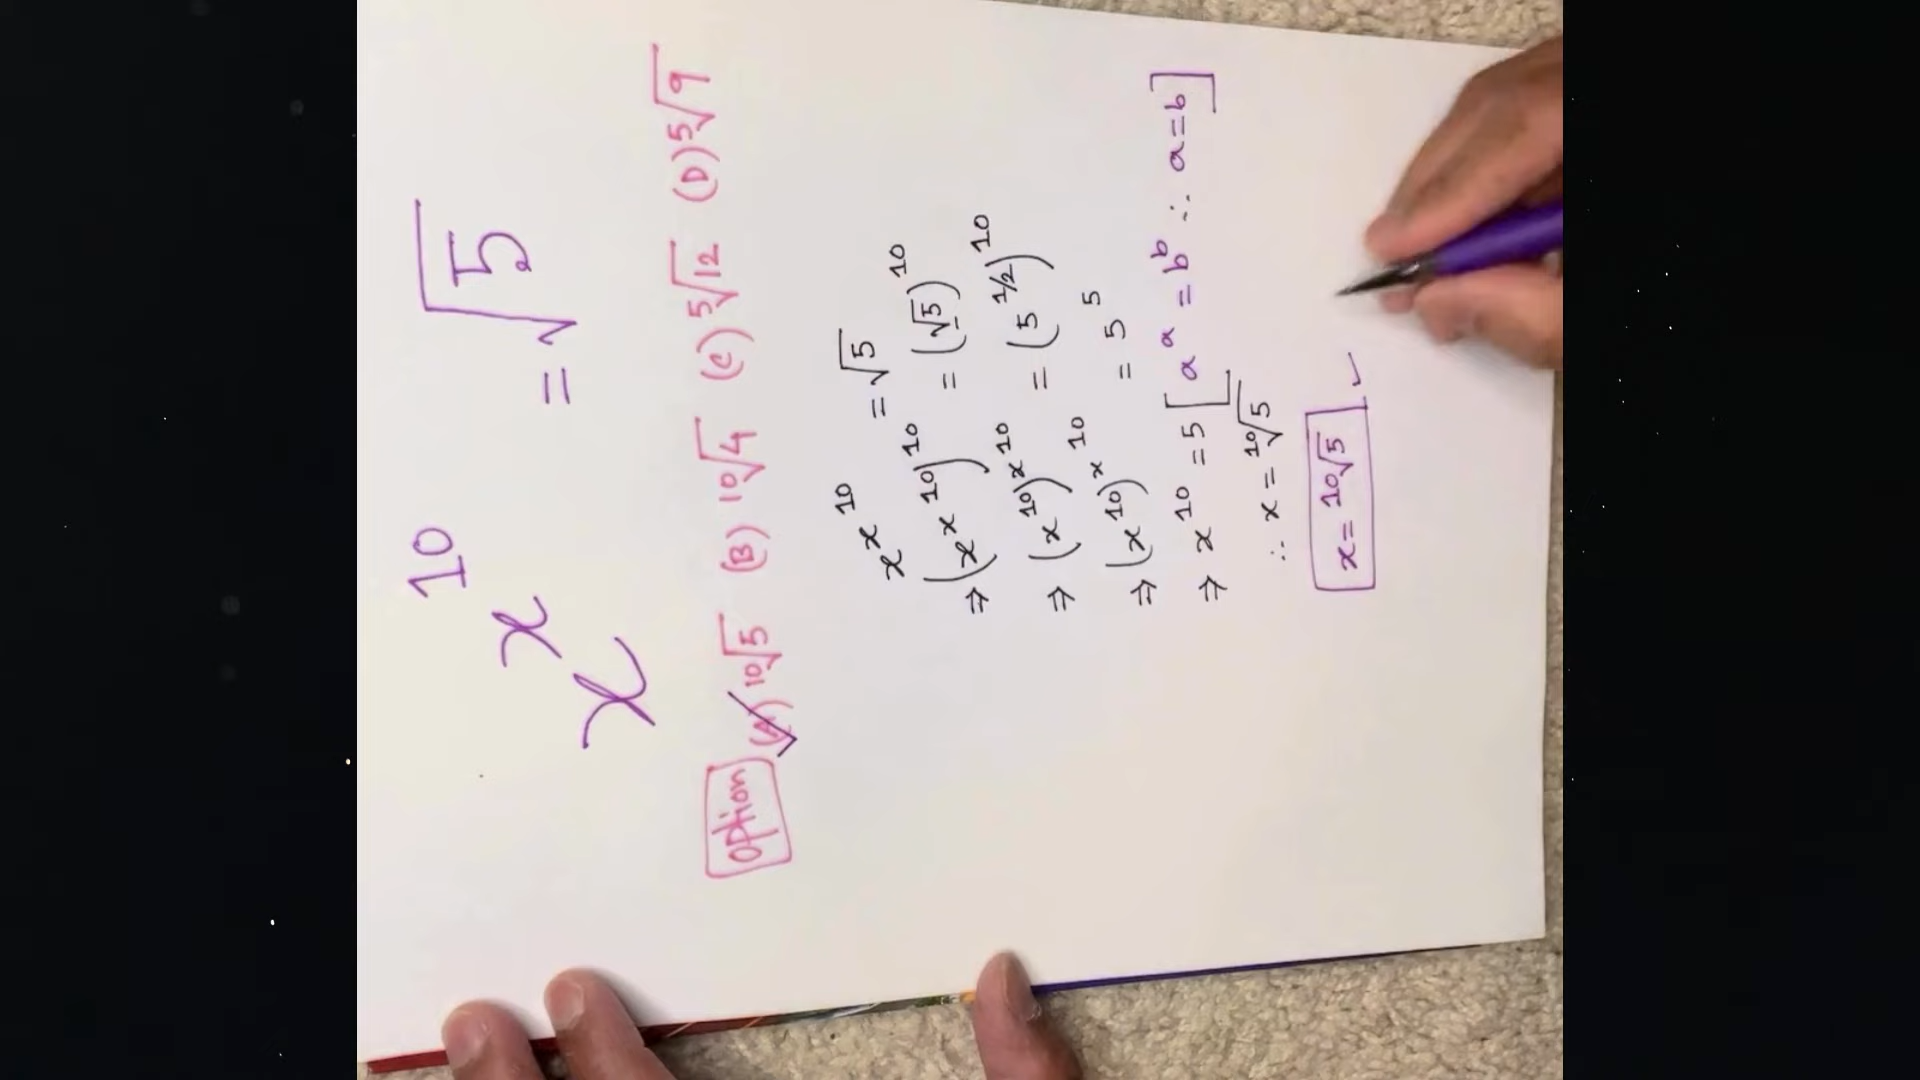 x^x^10 = √5
Option (A) ¹⁰√5 (B) ¹⁰√4 (C) ⁵√12 (D) ⁵√9
x^x^10 = √5
⇒ (x^x^10)^10 = (√5)^10
⇒ (x^10)^x^10 = (5^1/2)^10
⇒ (x^10)^x^10 = 5^5
⇒ x^10 = 5 [a^a = b^b ∴ a = b]
∴ x = ¹⁰√5
x = ¹⁰√5 ✓